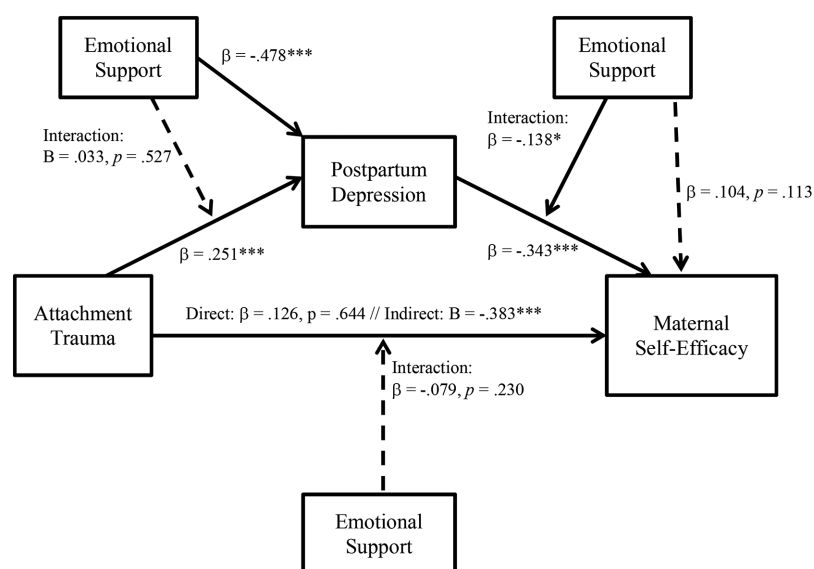 Emotional
Support
β = -.478***
Emotional
Support
Interaction:
B = .033, p = .527
Interaction:
β = -.138*
Postpartum
Depression
β = .104, p = .113
β = .251***
β = -.343***
Attachment
Trauma
Direct: β = .126, p = .644 // Indirect: B = -.383***
Maternal
Self-Efficacy
Interaction:
β = -.079, p = .230
Emotional
Support